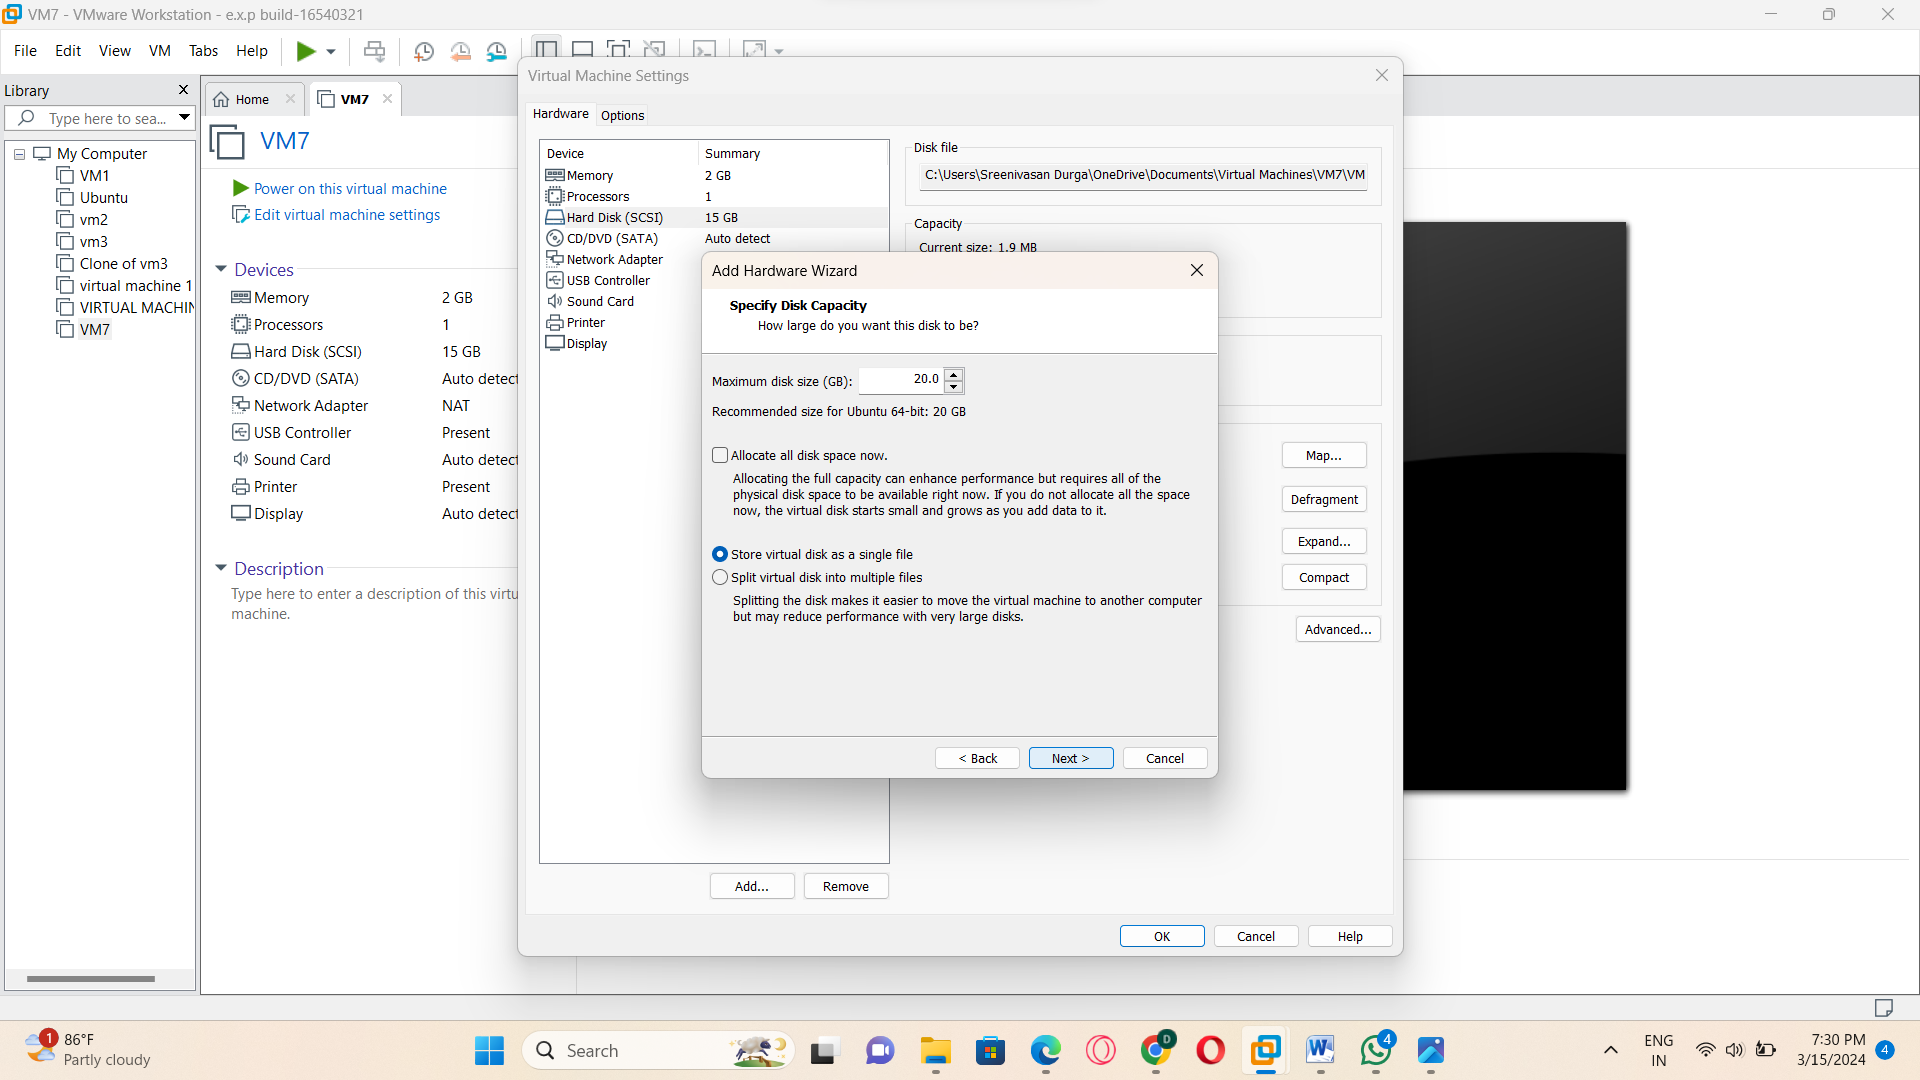 VM7 - VMware Workstation - e.x.p build-16540321
File Edit View VM Tabs Help
Library
Type here to sea...
My Computer
VM1
Ubuntu
vm2
vm3
Clone of vm3
virtual machine 1
VIRTUAL MACHIN
VM7
Home
VM7
VM7
Power on this virtual machine
Edit virtual machine settings
Devices
Memory 2 GB
Processors 1
Hard Disk (SCSI) 15 GB
CD/DVD (SATA) Auto detect
Network Adapter NAT
USB Controller Present
Sound Card Auto detect
Printer Present
Display Auto detect
Description
Type here to enter a description of this virtu
machine.
Virtual Machine Settings
Hardware Options
Device Summary
Memory 2 GB
Processors 1
Hard Disk (SCSI) 15 GB
CD/DVD (SATA) Auto detect
Network Adapter
USB Controller
Sound Card
Printer
Display
Add... Remove
Disk file
C:\Users\Sreenivasan Durga\OneDrive\Documents\Virtual Machines\VM7\VM
Capacity
Current size: 1.9 MB
Map...
Defragment
Expand...
Compact
Advanced...
OK Cancel Help
Add Hardware Wizard
Specify Disk Capacity
How large do you want this disk to be?
Maximum disk size (GB): 20.0
Recommended size for Ubuntu 64-bit: 20 GB
Allocate all disk space now.
Allocating the full capacity can enhance performance but requires all of the
physical disk space to be available right now. If you do not allocate all the space
now, the virtual disk starts small and grows as you add data to it.
Store virtual disk as a single file
Split virtual disk into multiple files
Splitting the disk makes it easier to move the virtual machine to another computer
but may reduce performance with very large disks.
< Back Next > Cancel
1
86°F
Partly cloudy
Search
D
W
4
ENG
IN
7:30 PM
3/15/2024
4